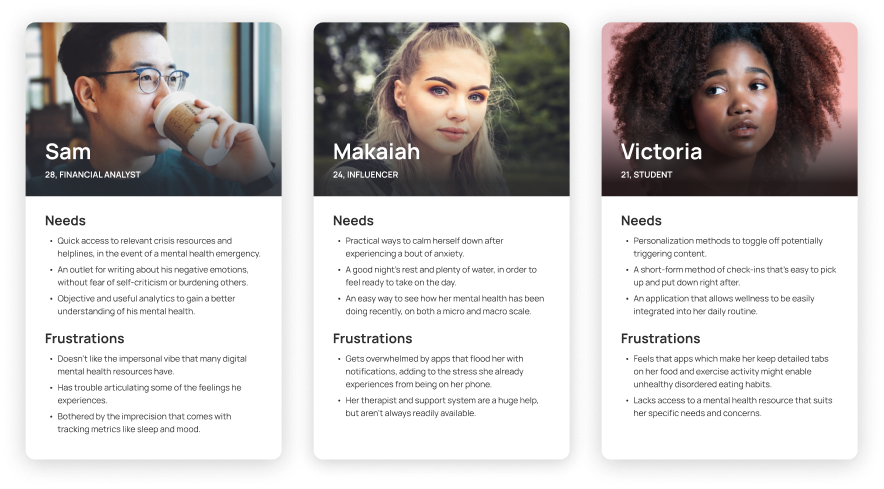 Sam
28, FINANCIAL ANALYST
Needs
• Quick access to relevant crisis resources and
helplines, in the event of a mental health emergency.
• An outlet for writing about his negative emotions,
without fear of self-criticism or burdening others.
• Objective and useful analytics to gain a better
understanding of his mental health.
Frustrations
• Doesn't like the impersonal vibe that many digital
mental health resources have.
• Has trouble articulating some of the feelings he
experiences.
• Bothered by the imprecision that comes with
tracking metrics like sleep and mood.
Makaiah
24, INFLUENCER
Needs
• Practical ways to calm herself down after
experiencing a bout of anxiety.
• A good night's rest and plenty of water, in order to
feel ready to take on the day.
• An easy way to see how her mental health has been
doing recently, on both a micro and macro scale.
Frustrations
• Gets overwhelmed by apps that flood her with
notifications, adding to the stress she already
experiences from being on her phone.
• Her therapist and support system are a huge help,
but aren't always readily available.
Victoria
21, STUDENT
Needs
• Personalization methods to toggle off potentially
triggering content.
• A short-form method of check-ins that's easy to pick
up and put down right after.
• An application that allows wellness to be easily
integrated into her daily routine.
Frustrations
• Feels that apps which make her keep detailed tabs
on her food and exercise activity might enable
unhealthy disordered eating habits.
• Lacks access to a mental health resource that suits
her specific needs and concerns.